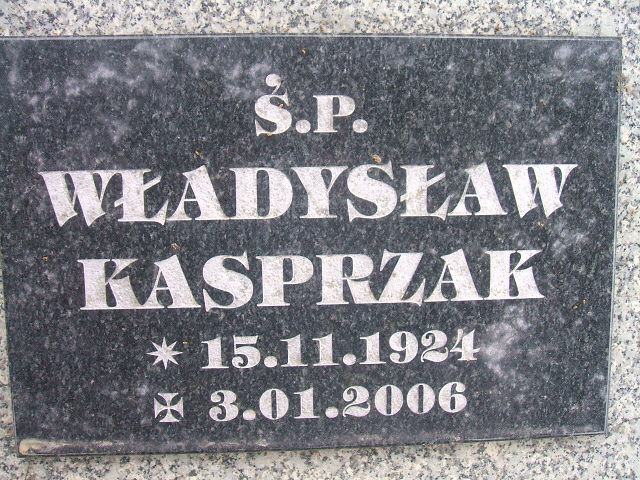 Ś.P.
WŁADYSŁAW
KASPRZAK
* 15.11.1924
✠ 3.01.2006